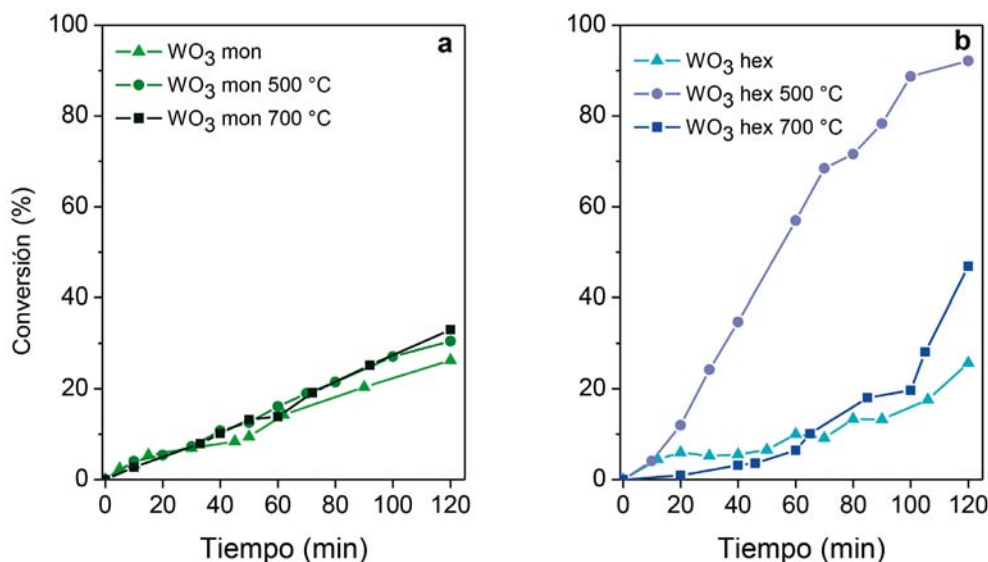 Conversión (%)
100
80
60
40
20
0
a
WO3 mon
WO3 mon 500 °C
WO3 mon 700 °C
0 20 40 60 80 100 120
Tiempo (min)
100
80
60
40
20
0
b
WO3 hex
WO3 hex 500 °C
WO3 hex 700 °C
0 20 40 60 80 100 120
Tiempo (min)